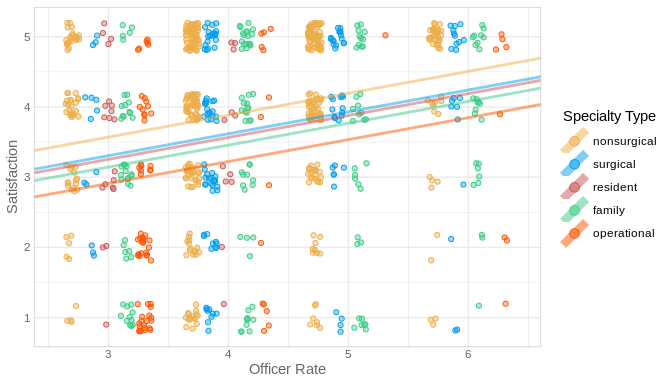 5
4
3
2
1
Satisfaction
3
4
5
6
Officer Rate
Specialty Type
nonsurgical
surgical
resident
family
operational